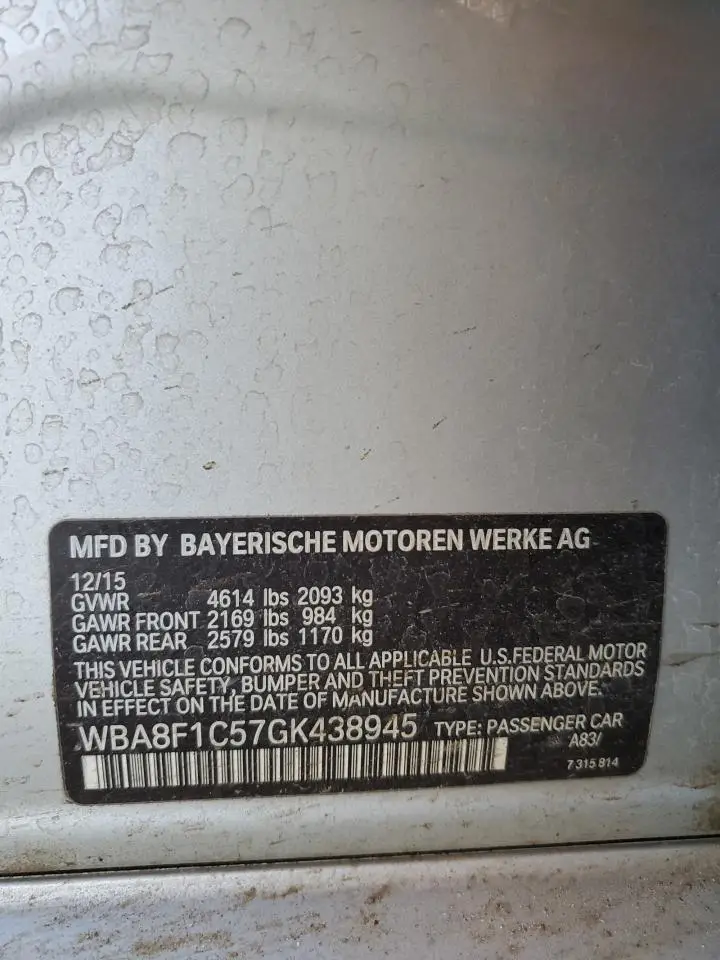 MFD BY BAYERISCHE MOTOREN WERKE AG
12/15
GVWR 4614 lbs 2093 kg
GAWR FRONT 2169 lbs 984 kg
GAWR REAR 2579 lbs 1170 kg
THIS VEHICLE CONFORMS TO ALL APPLICABLE U.S.FEDERAL MOTOR
VEHICLE SAFETY, BUMPER AND THEFT PREVENTION STANDARDS
IN EFFECT ON THE DATE OF MANUFACTURE SHOWN ABOVE.
WBA8F1C57GK438945 TYPE: PASSENGER CAR
A83/
7 315 814